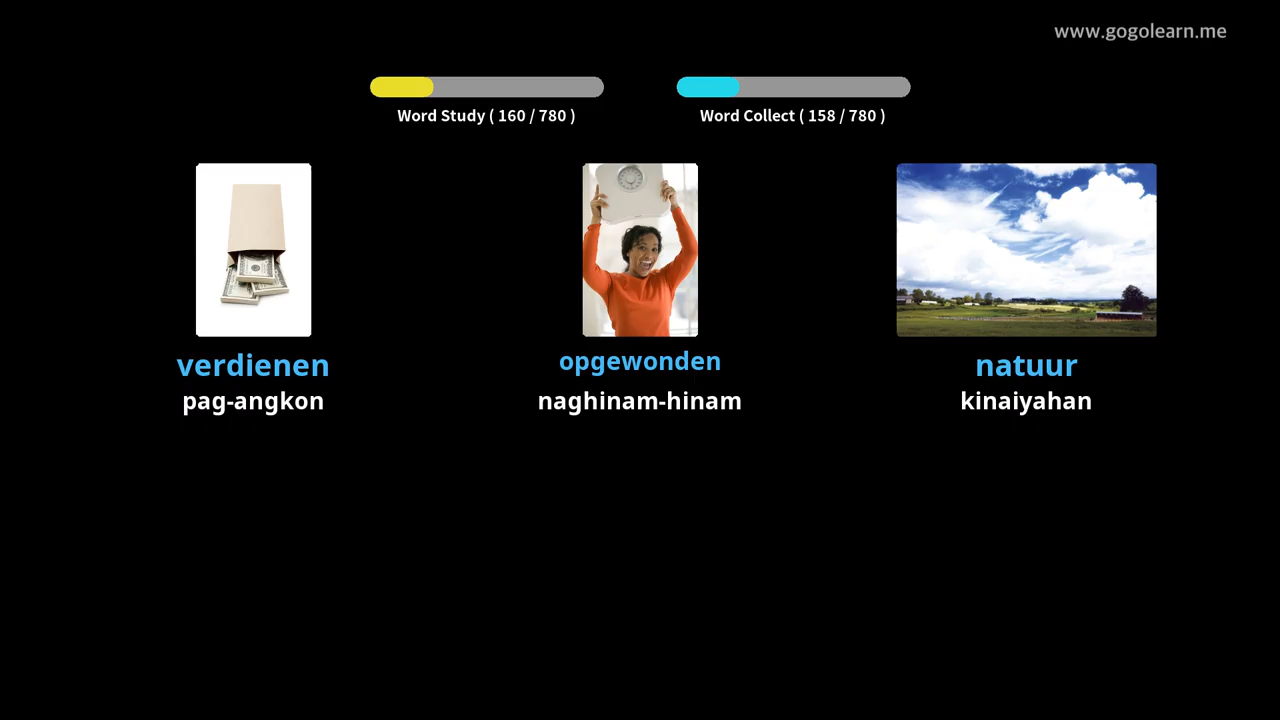 www.gogolearn.me
Word Study ( 160 / 780 )
Word Collect ( 158 / 780 )
verdienen
pag-angkon
opgewonden
naghinam-hinam
natuur
kinaiyahan